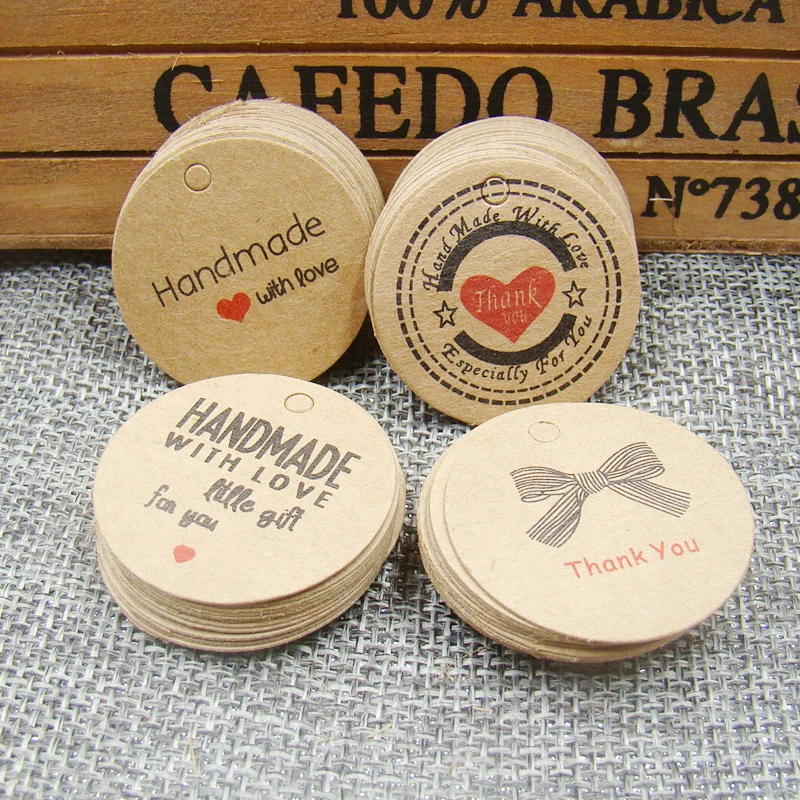 100% ARABICA
CAFEDO BRAS
Nº738
Handmade
with love
Hand Made With Love
Thank
you
Especially For You
HANDMADE
WITH LOVE
little gift
for you
Thank You